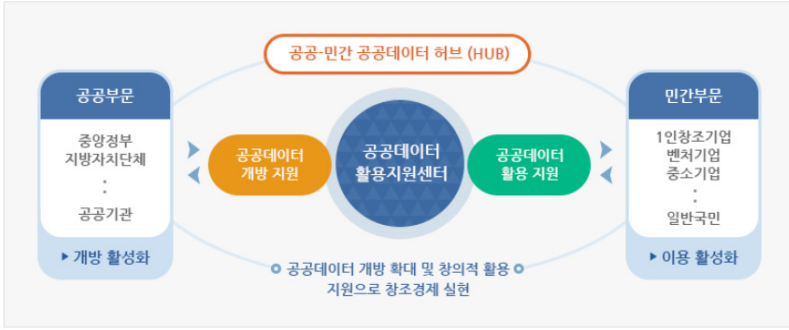 공공-민간 공공데이터 허브 (HUB)
공공부문
중앙정부
지방자치단체
:
공공기관
▶ 개방 활성화
공공데이터
개방 지원
공공데이터
활용지원센터
공공데이터
활용 지원
민간부문
1인창조기업
벤처기업
중소기업
:
일반국민
▶ 이용 활성화
공공데이터 개방 확대 및 창의적 활용
지원으로 창조경제 실현